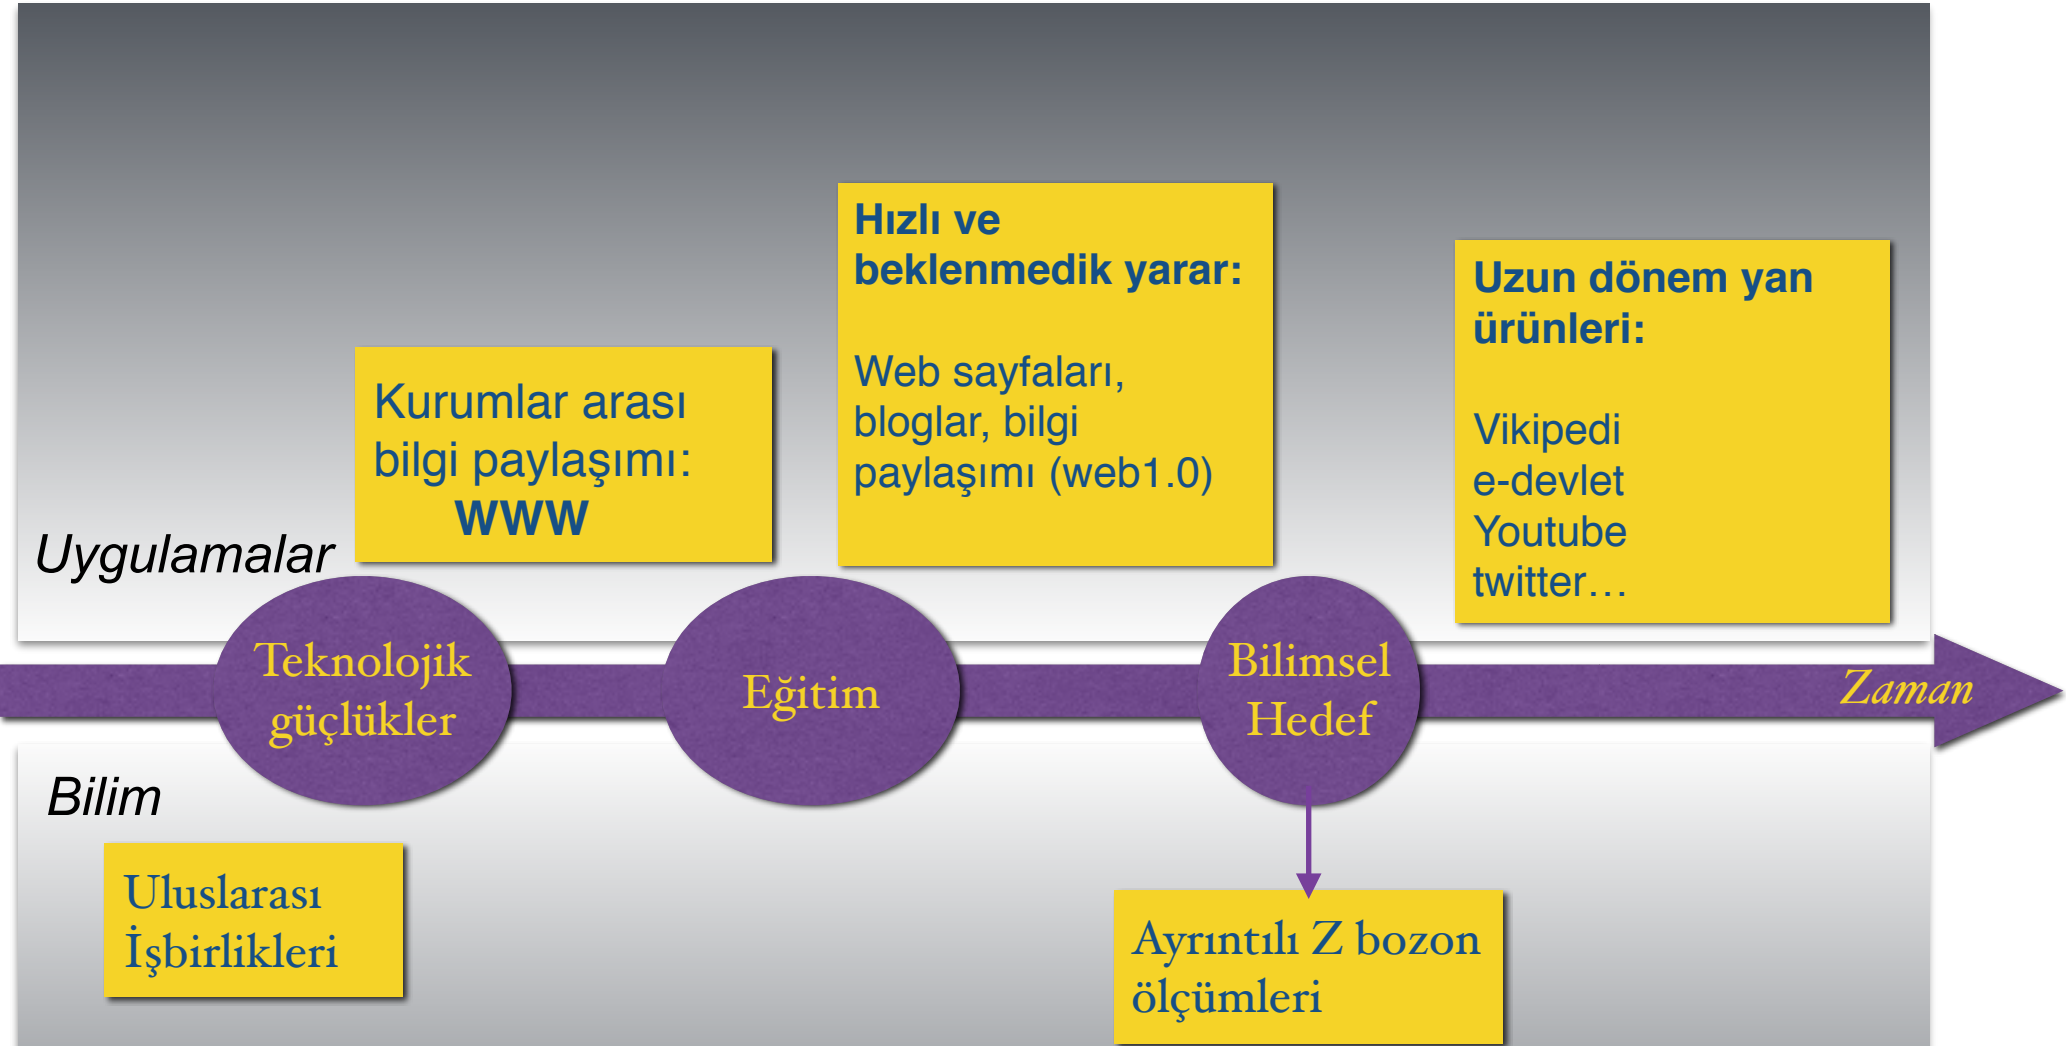 Uygulamalar
Kurumlar arası
bilgi paylaşımı:
WWW
Hızlı ve
beklenmedik yarar:
Web sayfaları,
bloglar, bilgi
paylaşımı (web1.0)
Uzun dönem yan
ürünleri:
Vikipedi
e-devlet
Youtube
twitter…
Teknolojik
güçlükler
Eğitim
Bilimsel
Hedef
Zaman
Bilim
Uluslarası
İşbirlikleri
Ayrıntılı Z bozon
ölçümleri